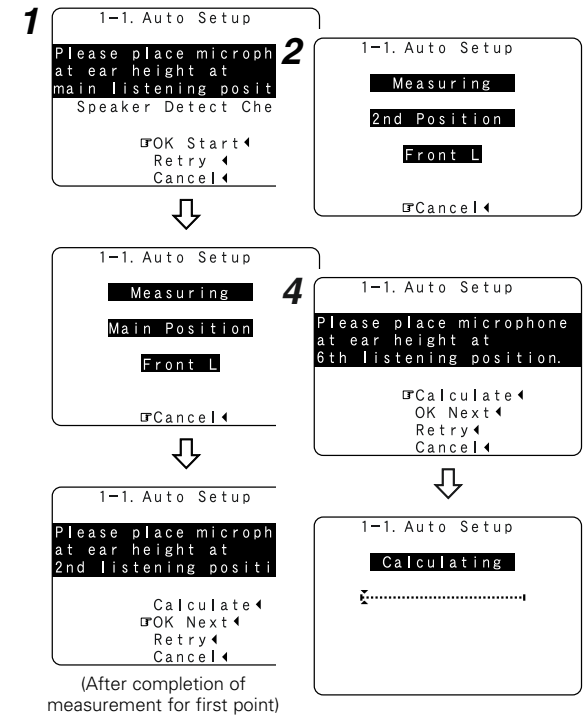 1
1-1. Auto Setup
Please place microph
at ear height at
main listening posit
Speaker Detect Che
☞OK Start◀
Retry ◀
Cancel◀
1-1. Auto Setup
Measuring
Main Position
Front L
☞Cancel◀
1-1. Auto Setup
Please place microph
at ear height at
2nd listening positi
Calculate◀
☞OK Next◀
Retry◀
Cancel◀
(After completion of
measurement for first point)
2
1-1. Auto Setup
Measuring
2nd Position
Front L
☞Cancel◀
4
1-1. Auto Setup
Please place microphone
at ear height at
6th listening position.
☞Calculate◀
OK Next◀
Retry◀
Cancel◀
1-1. Auto Setup
Calculating